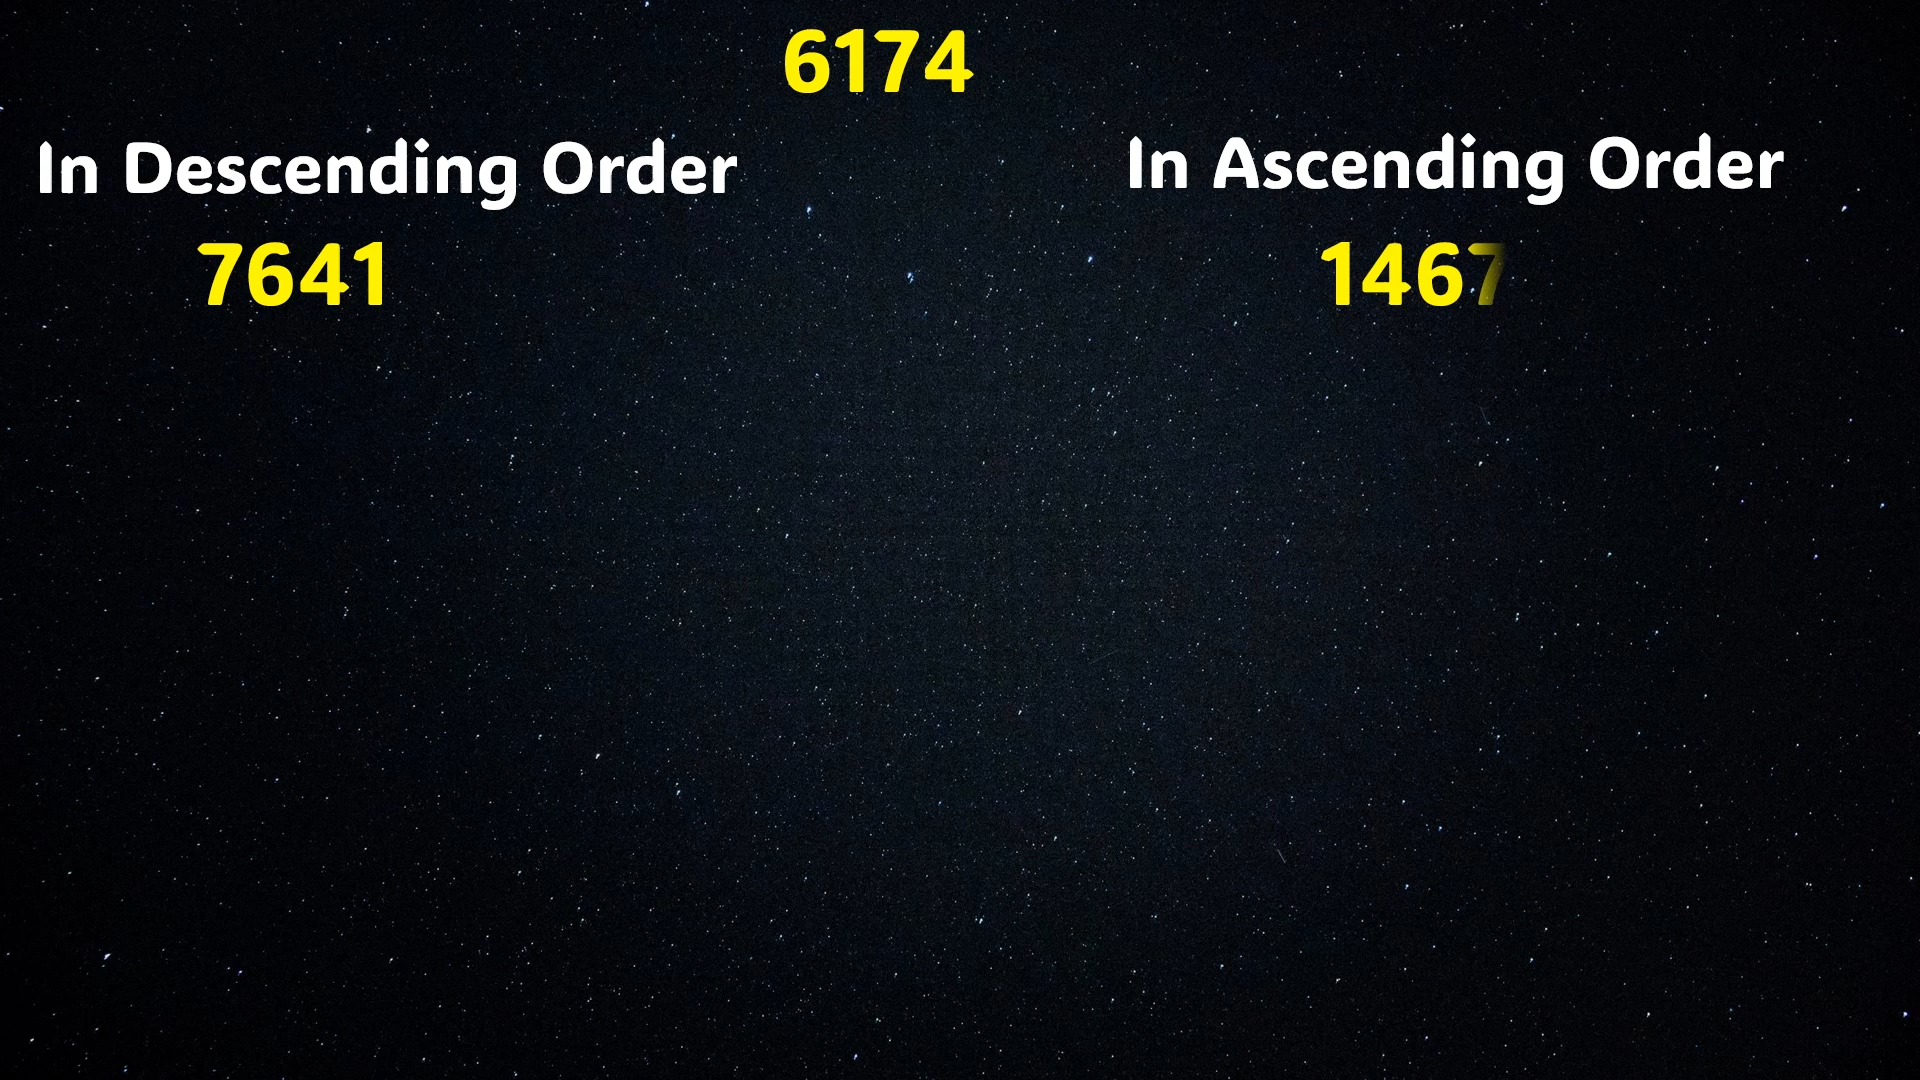 6174
In Descending Order
In Ascending Order
7641
1467